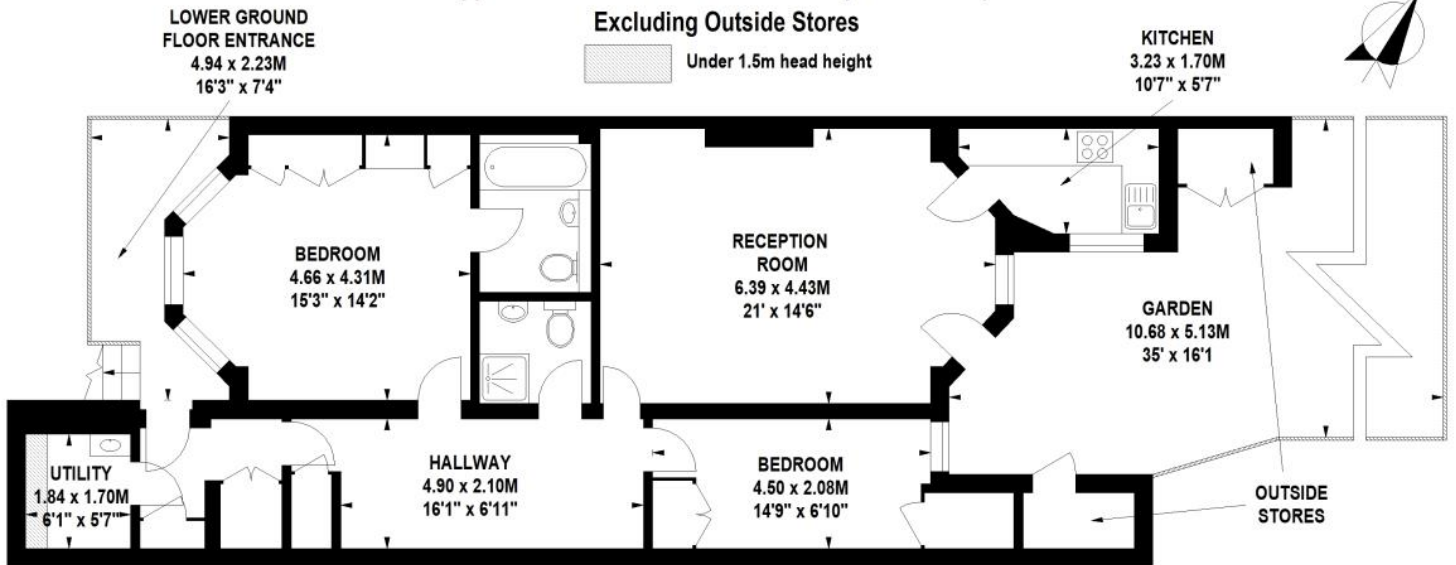 Excluding Outside Stores
Under 1.5m head height
LOWER GROUND
FLOOR ENTRANCE
4.94 x 2.23M
16'3" x 7'4"
KITCHEN
3.23 x 1.70M
10'7" x 5'7"
BEDROOM
4.66 x 4.31M
15'3" x 14'2"
RECEPTION
ROOM
6.39 x 4.43M
21' x 14'6"
GARDEN
10.68 x 5.13M
35' x 16'1
UTILITY
1.84 x 1.70M
6'1" x 5'7"
HALLWAY
4.90 x 2.10M
16'1" x 6'11"
BEDROOM
4.50 x 2.08M
14'9" x 6'10"
OUTSIDE
STORES